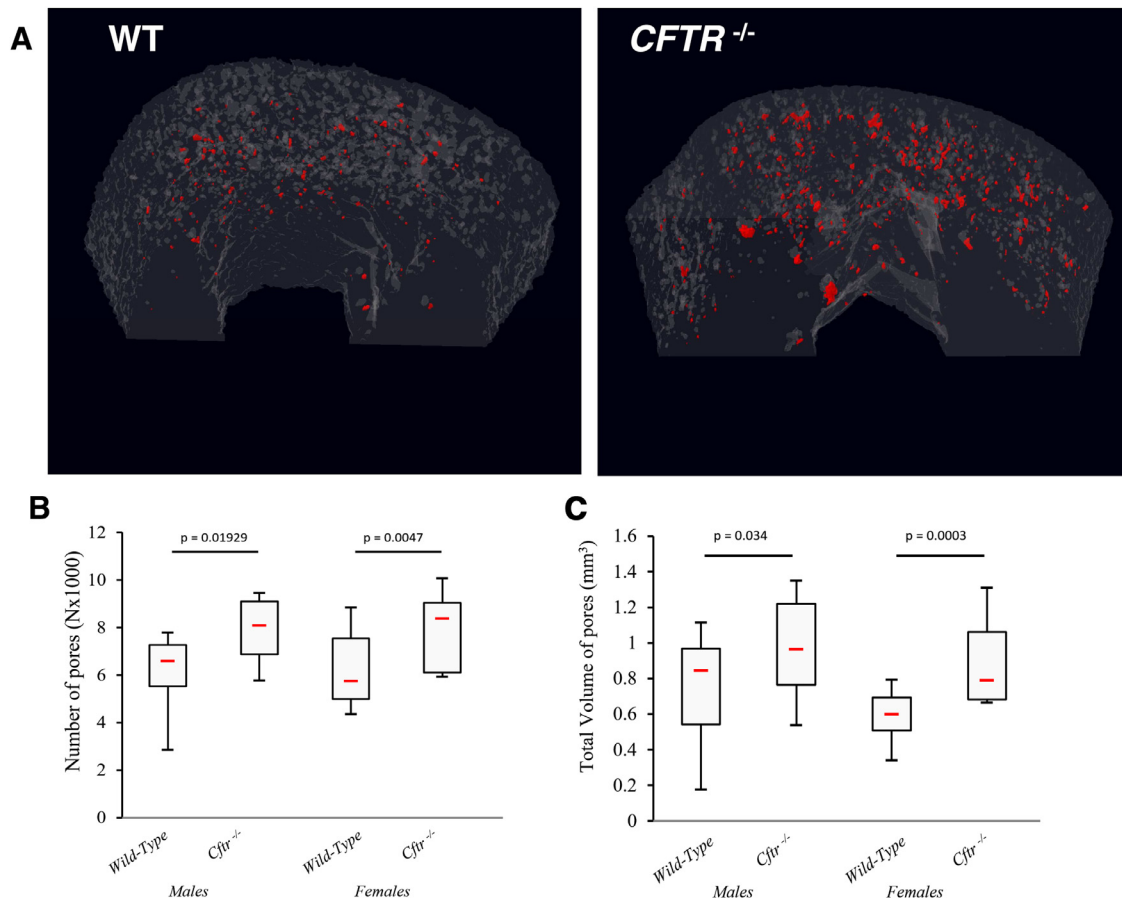 A
WT
CFTR -/-
B
Number of pores (Nx1000)
12
10
8
6
4
2
0
p = 0.01929
p = 0.0047
Wild-Type
Cftr -/-
Wild-Type
Cftr -/-
Males
Females
C
Total Volume of pores (mm³)
1.6
1.4
1.2
1
0.8
0.6
0.4
0.2
0
p = 0.034
p = 0.0003
Wild-Type
Cftr -/-
Wild-Type
Cftr -/-
Males
Females